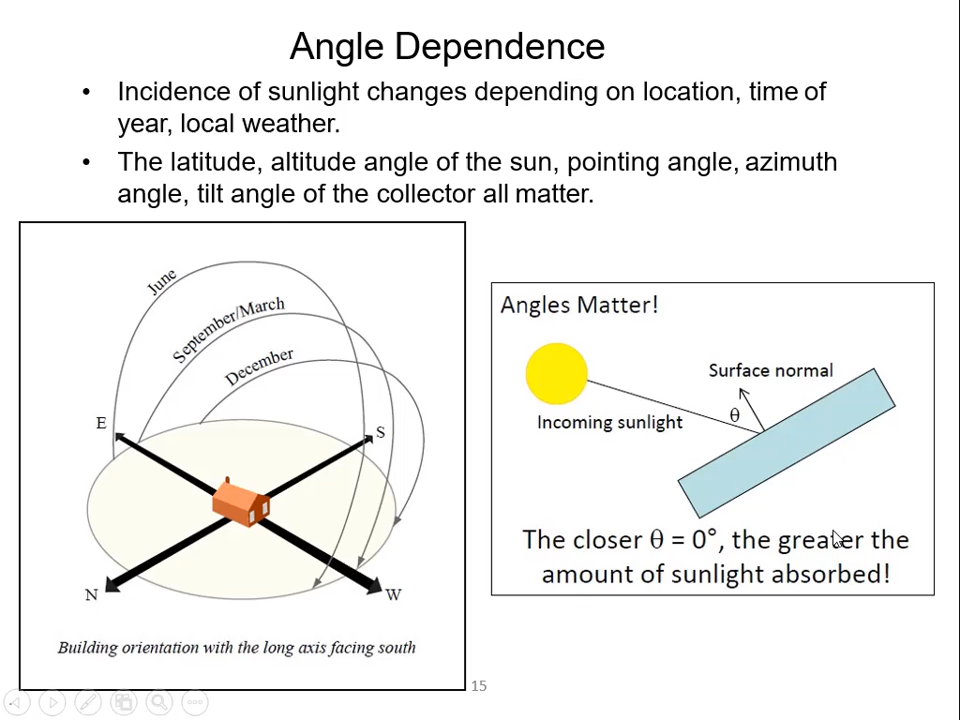 Angle Dependence
• Incidence of sunlight changes depending on location, time of
year, local weather.
• The latitude, altitude angle of the sun, pointing angle, azimuth
angle, tilt angle of the collector all matter.
June
September/March
December
E
S
N
W
Building orientation with the long axis facing south
Angles Matter!
Surface normal
θ
Incoming sunlight
The closer θ = 0°, the greater the
amount of sunlight absorbed!
15